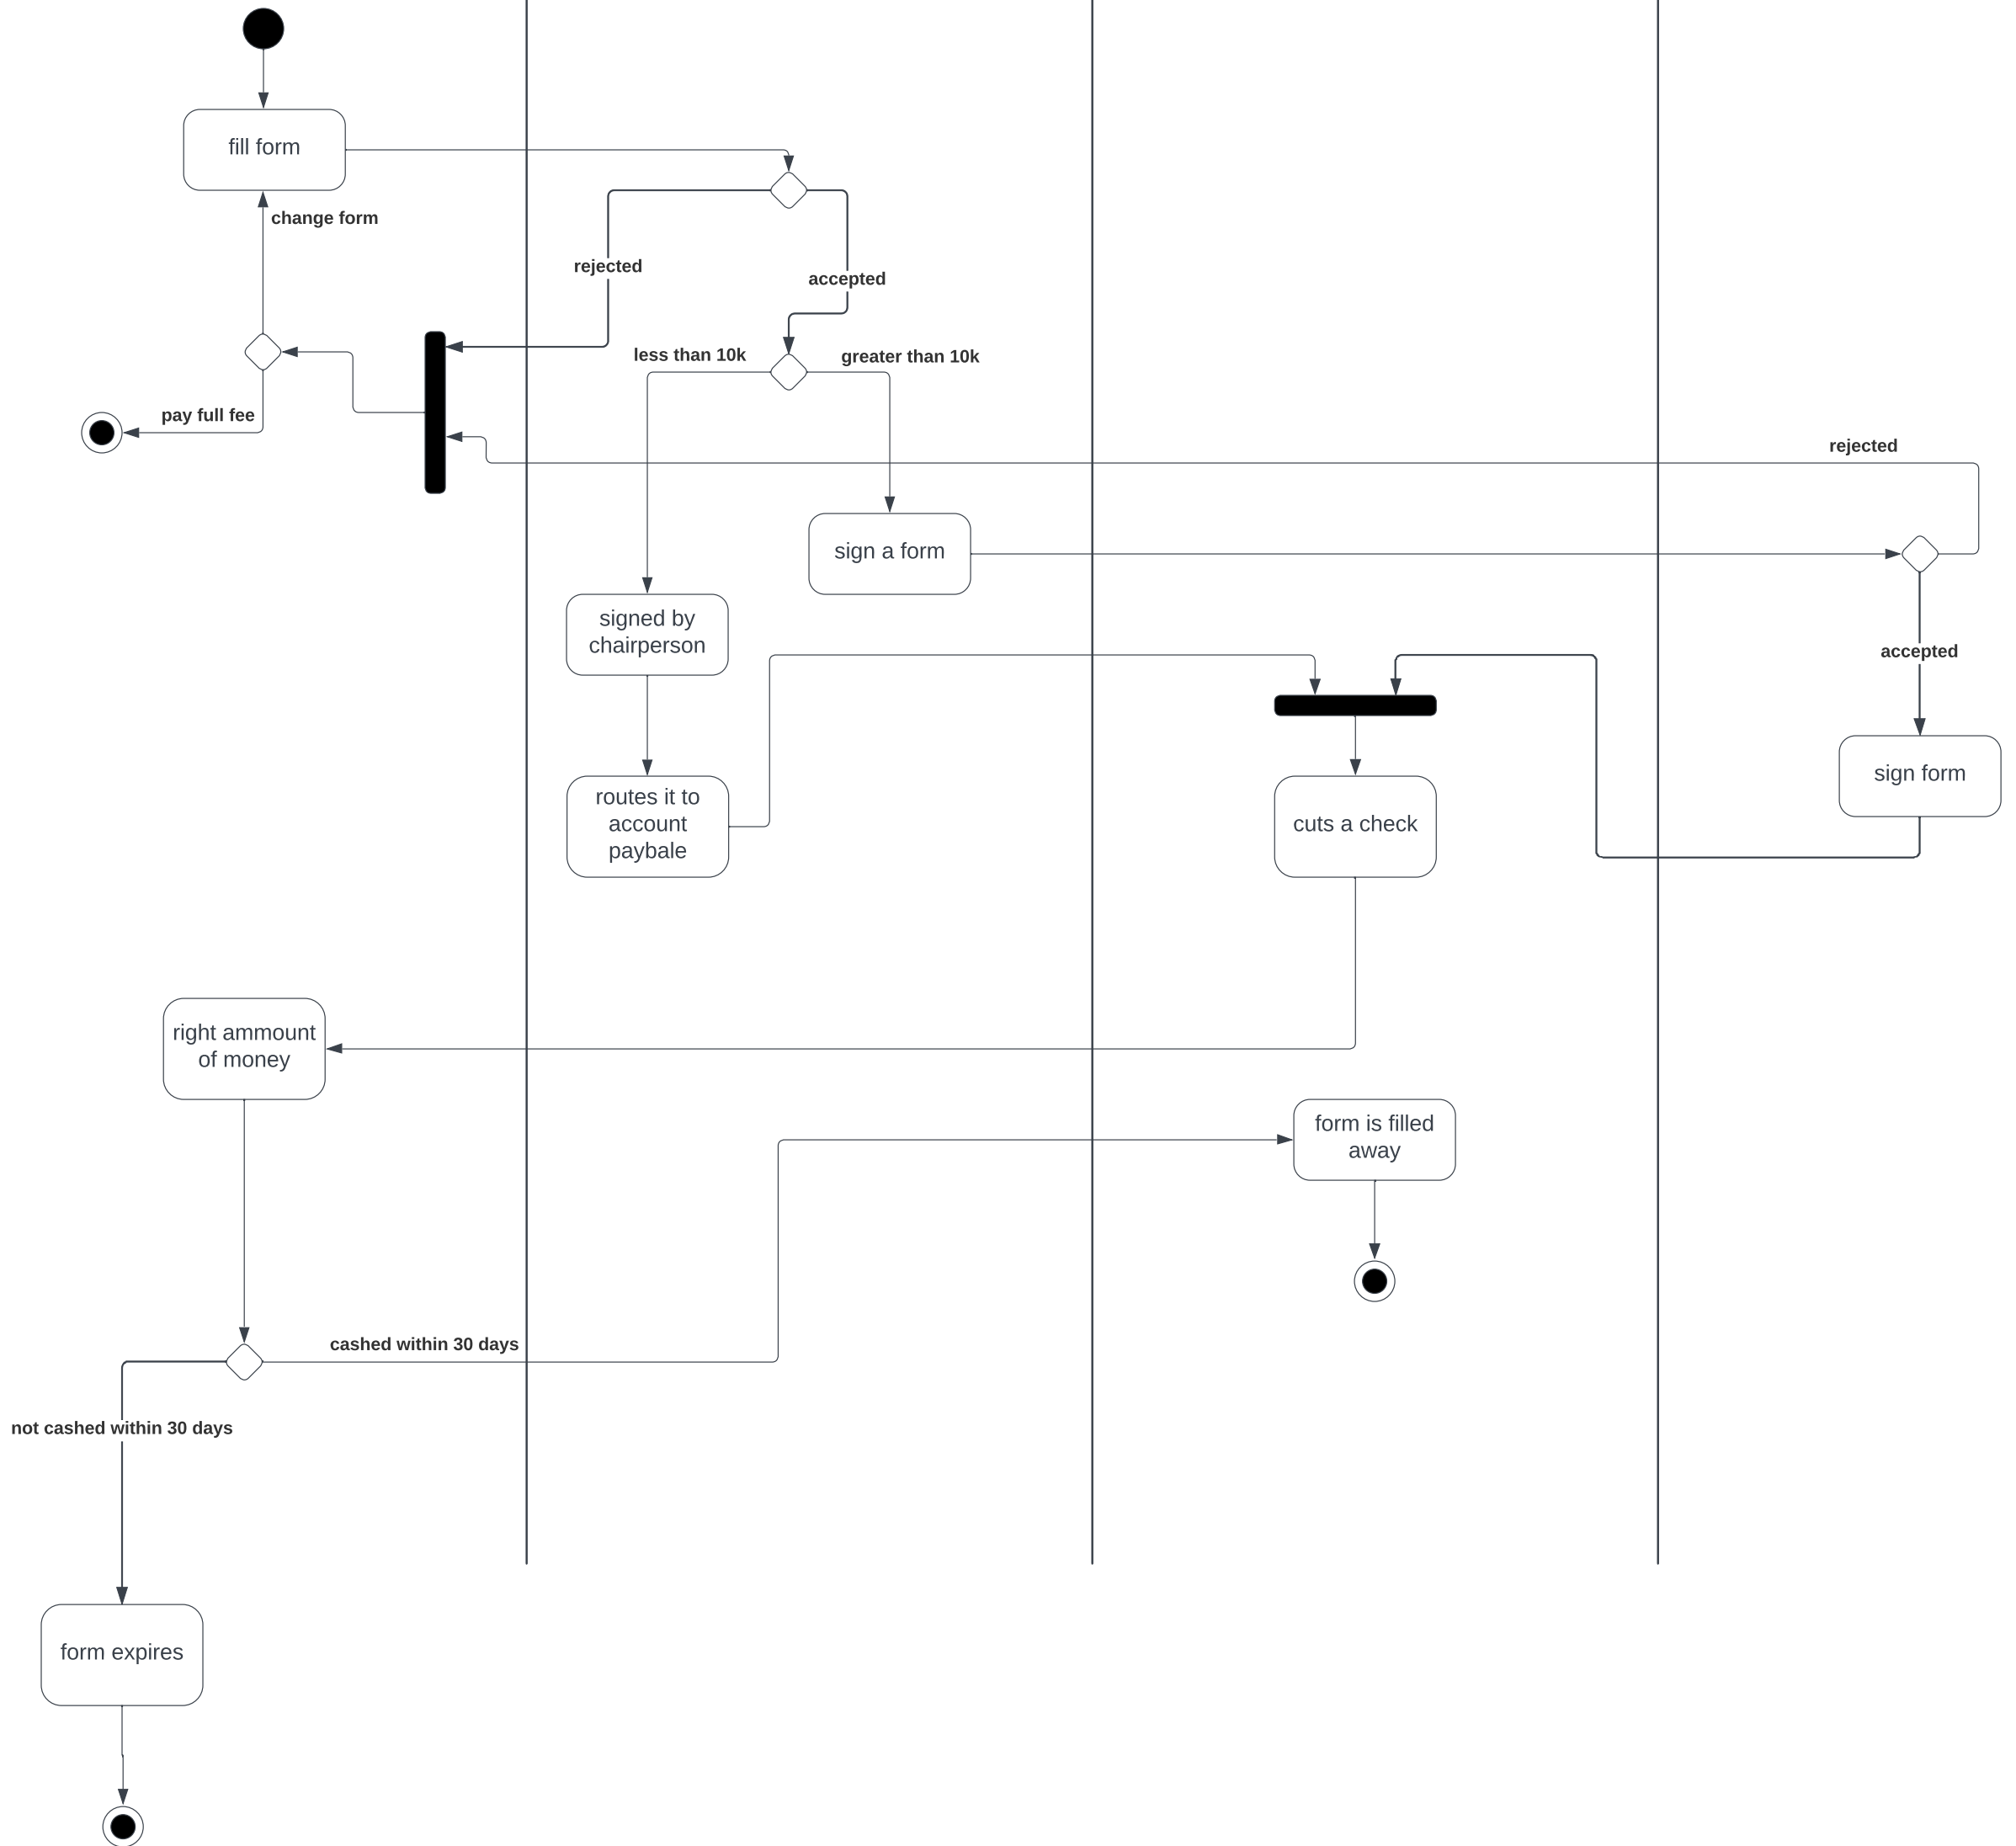 fill form
change form
rejected
accepted
less than 10k
greater than 10k
pay full fee
rejected
sign a form
signed by
chairperson
accepted
routes it to
account
paybale
cuts a check
sign form
right ammount
of money
form is filled
away
cashed within 30 days
not cashed within 30 days
form expires